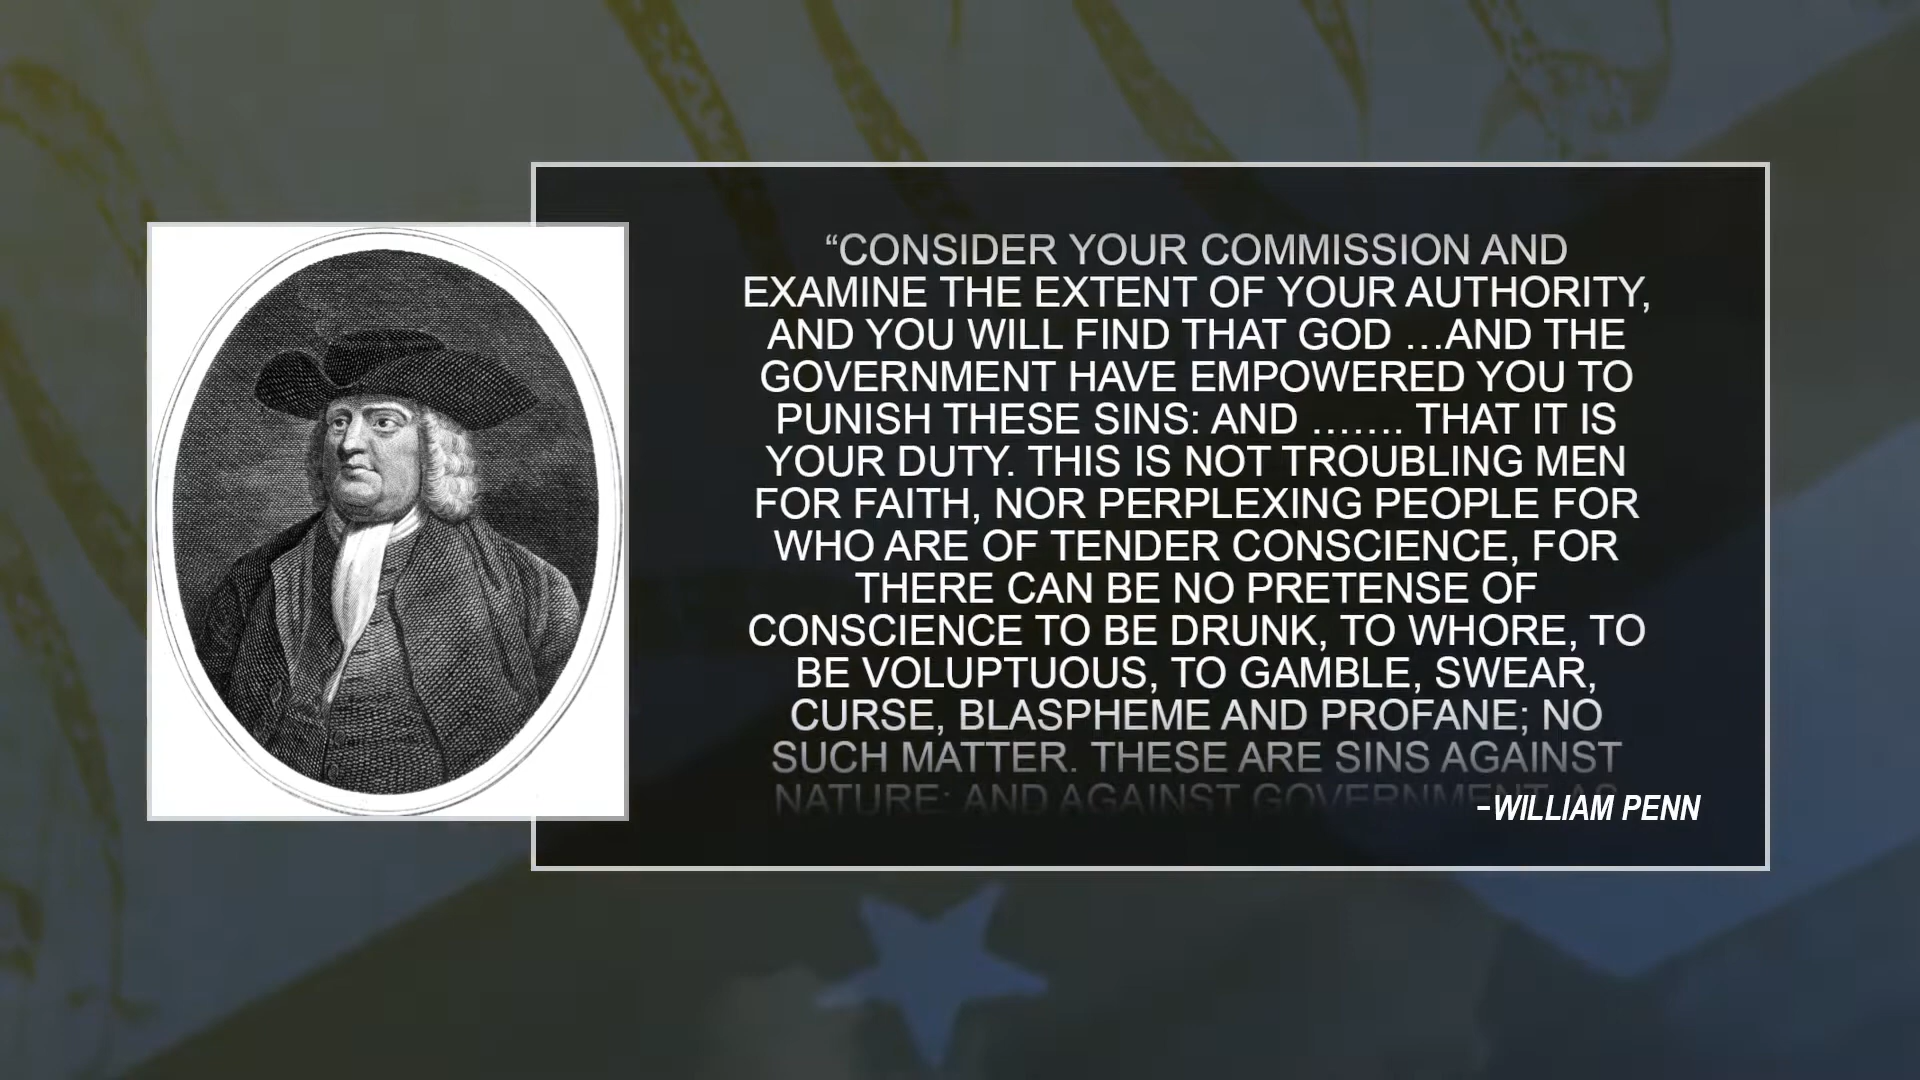 “CONSIDER YOUR COMMISSION AND
EXAMINE THE EXTENT OF YOUR AUTHORITY,
AND YOU WILL FIND THAT GOD …AND THE
GOVERNMENT HAVE EMPOWERED YOU TO
PUNISH THESE SINS: AND ……. THAT IT IS
YOUR DUTY. THIS IS NOT TROUBLING MEN
FOR FAITH, NOR PERPLEXING PEOPLE FOR
WHO ARE OF TENDER CONSCIENCE, FOR
THERE CAN BE NO PRETENSE OF
CONSCIENCE TO BE DRUNK, TO WHORE, TO
BE VOLUPTUOUS, TO GAMBLE, SWEAR,
CURSE, BLASPHEME AND PROFANE; NO
SUCH MATTER. THESE ARE SINS AGAINST
NATURE; AND AGAINST GOVERNMENT AS
-WILLIAM PENN